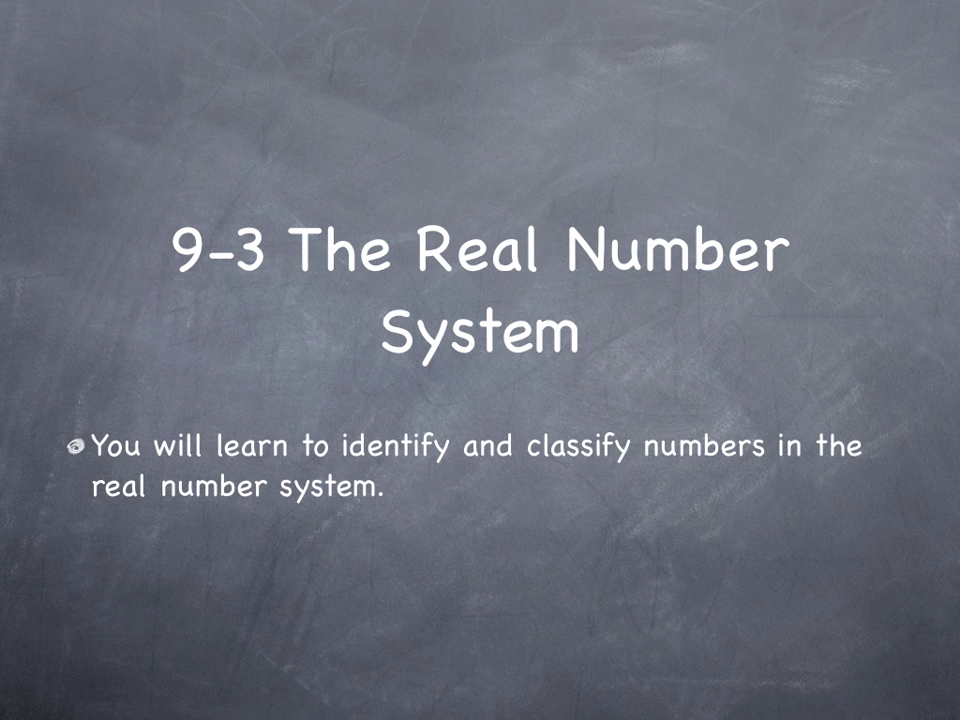 9-3 The Real Number
System
You will learn to identify and classify numbers in the
real number system.